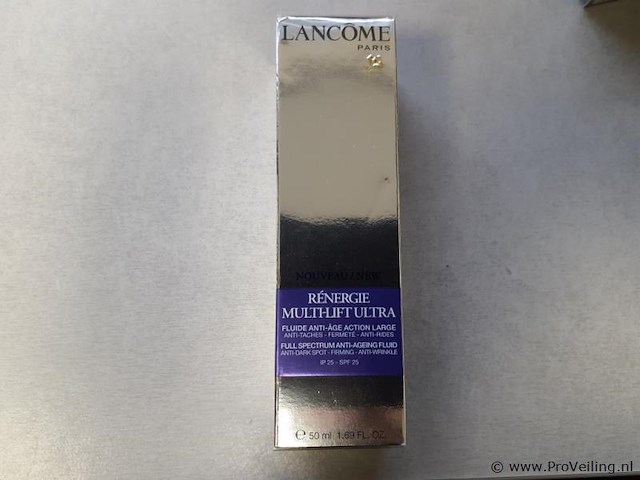 LANCÔME
PARIS
NOUVEAU / NEW
RÉNERGIE
MULTI-LIFT ULTRA
FLUIDE ANTI-ÂGE ACTION LARGE
ANTI-TACHES - FERMETÉ - ANTI-RIDES
FULL SPECTRUM ANTI-AGEING FLUID
ANTI-DARK SPOT - FIRMING - ANTI-WRINKLE
IP 25 - SPF 25
℮ 50 ml 1.69 FL. OZ.
© www.ProVeiling.nl